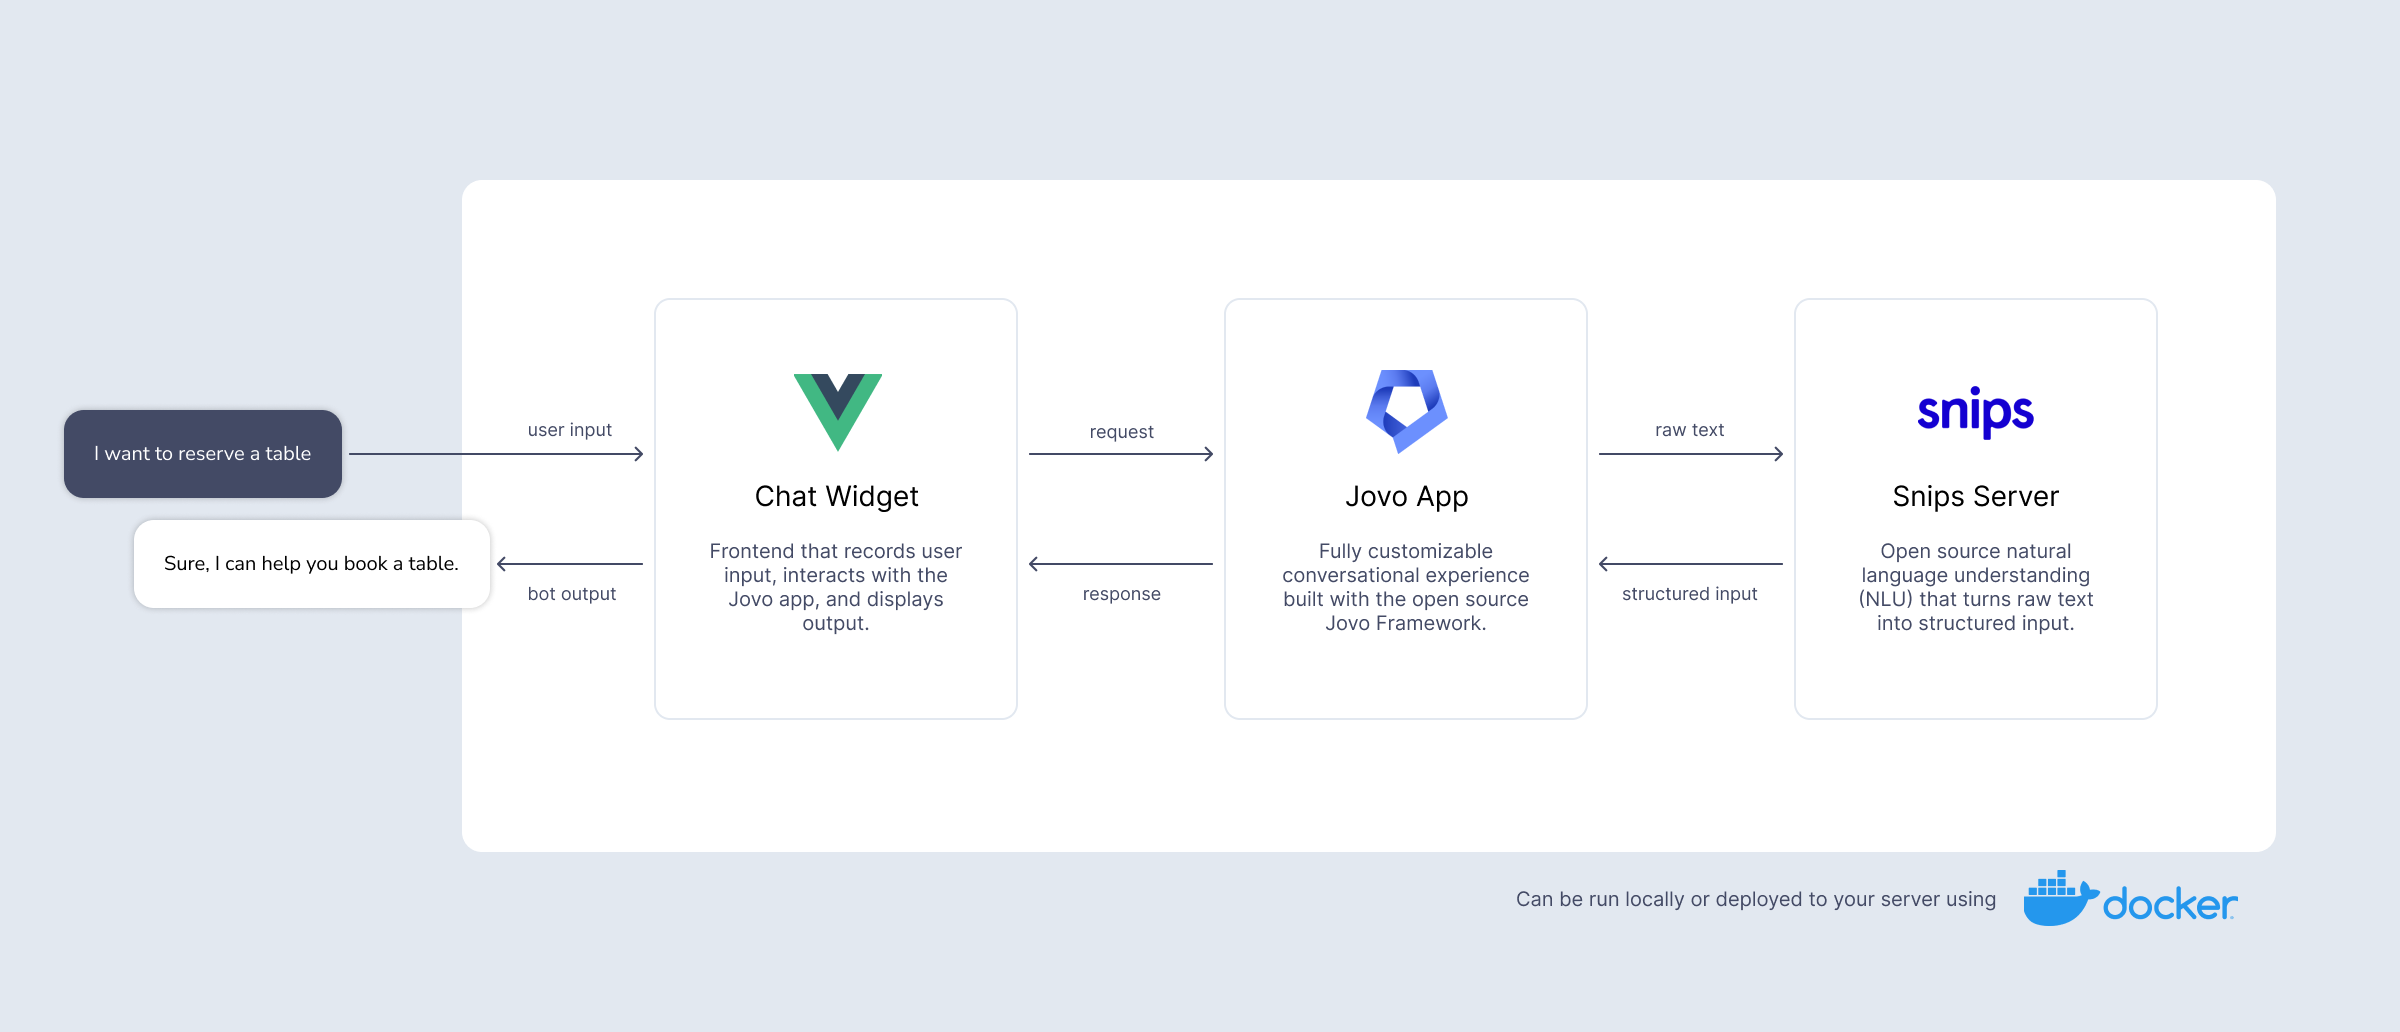 I want to reserve a table
Sure, I can help you book a table.
user input
bot output
Chat Widget
Frontend that records user
input, interacts with the
Jovo app, and displays
output.
request
response
Jovo App
Fully customizable
conversational experience
built with the open source
Jovo Framework.
raw text
structured input
snips
Snips Server
Open source natural
language understanding
(NLU) that turns raw text
into structured input.
Can be run locally or deployed to your server using
docker